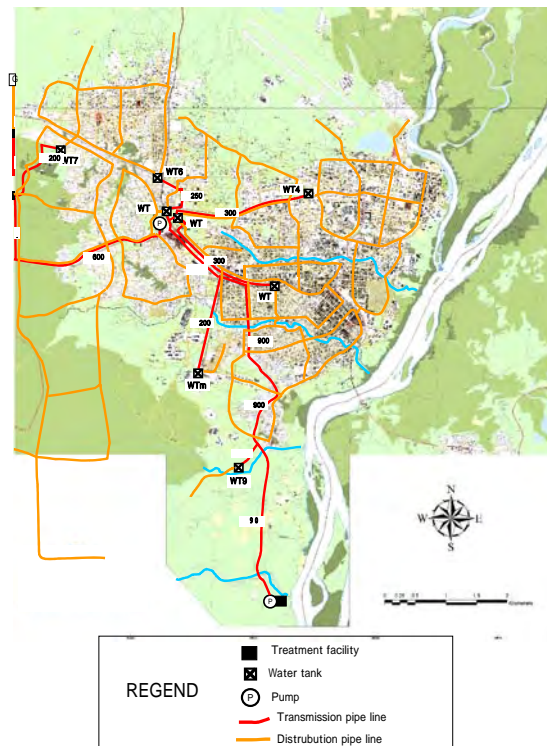 WT6
200
WT7
250
WT4
WT
300
WT
P
600
300
WT
200
900
WTm
900
WT9
N
W E
S
P
REGEND
Treatment facility
Water tank
P
Pump
Transmission pipe line
Distrubution pipe line